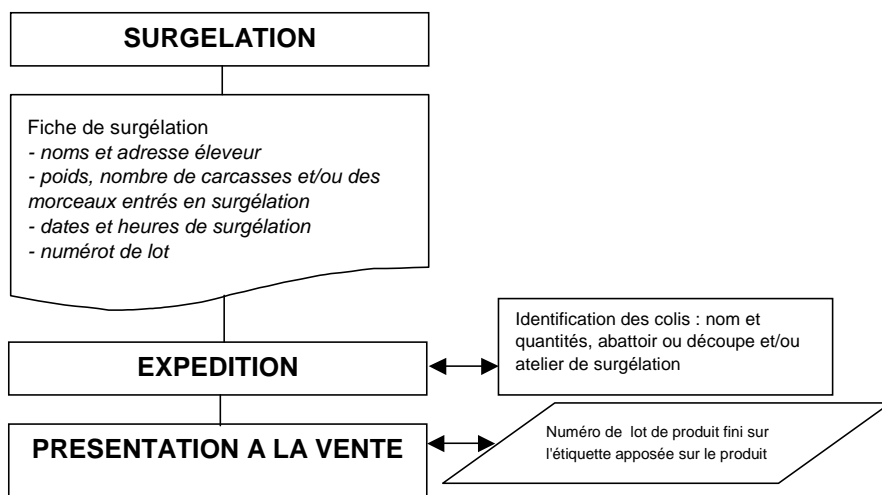 SURGELATION
Fiche de surgélation
- noms et adresse éleveur
- poids, nombre de carcasses et/ou des
morceaux entrés en surgélation
- dates et heures de surgélation
- numérot de lot
Identification des colis : nom et
quantités, abattoir ou découpe et/ou
atelier de surgélation
EXPEDITION
Numéro de lot de produit fini sur
l'étiquette apposée sur le produit
PRESENTATION A LA VENTE